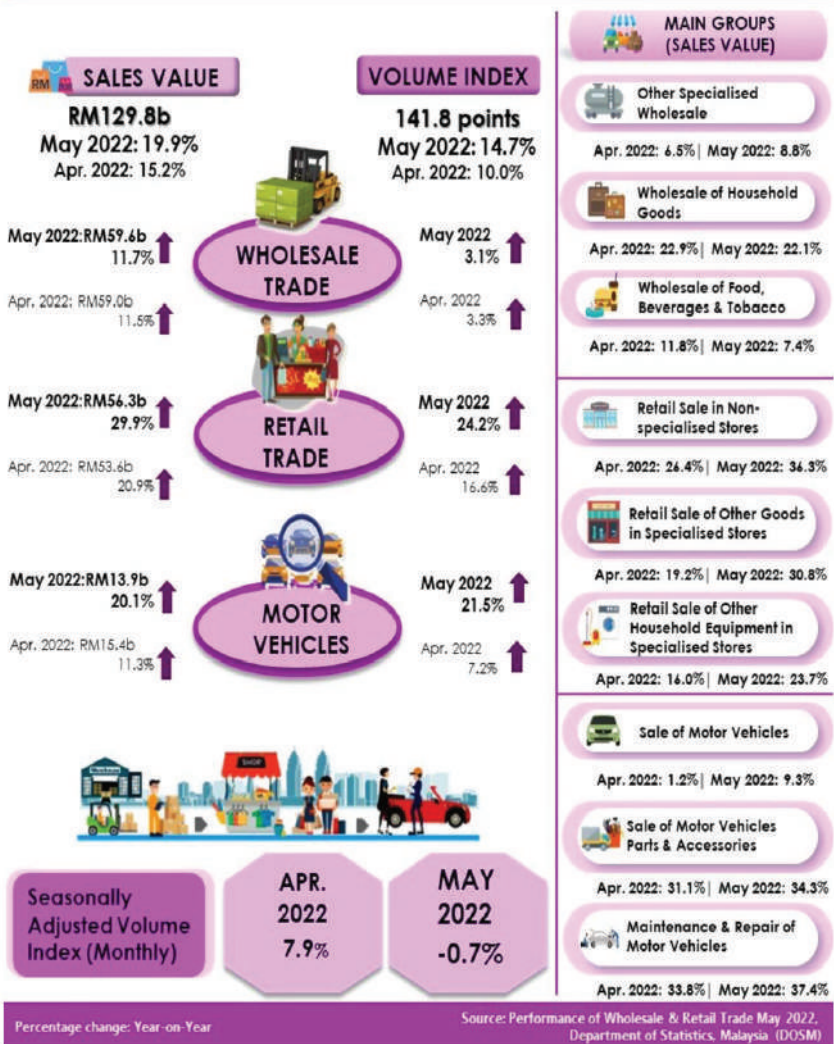 SALES VALUE
RM129.8b
May 2022: 19.9%
Apr. 2022: 15.2%
VOLUME INDEX
141.8 points
May 2022: 14.7%
Apr. 2022: 10.0%
RM
May 2022:RM59.6b
11.7%
Apr. 2022: RM59.0b
11.5%
WHOLESALE
TRADE
May 2022
3.1%
Apr. 2022
3.3%
May 2022:RM56.3b
29.9%
Apr. 2022: RM53.6b
20.9%
RETAIL
TRADE
May 2022
24.2%
Apr. 2022
16.6%
May 2022:RM13.9b
20.1%
Apr. 2022: RM15.4b
11.3%
MOTOR
VEHICLES
May 2022
21.5%
Apr. 2022
7.2%
SHOP
Seasonally
Adjusted Volume
Index (Monthly)
APR.
2022
7.9%
MAY
2022
-0.7%
MAIN GROUPS
(SALES VALUE)
Other Specialised
Wholesale
Apr. 2022: 6.5%| May 2022: 8.8%
Wholesale of Household
Goods
Apr. 2022: 22.9%| May 2022: 22.1%
Wholesale of Food,
Beverages & Tobacco
Apr. 2022: 11.8%| May 2022: 7.4%
Retail Sale in Non-
specialised Stores
Apr. 2022: 26.4%| May 2022: 36.3%
Retail Sale of Other Goods
in Specialised Stores
Apr. 2022: 19.2%| May 2022: 30.8%
Retail Sale of Other
Household Equipment in
Specialised Stores
Apr. 2022: 16.0%| May 2022: 23.7%
Sale of Motor Vehicles
Apr. 2022: 1.2%| May 2022: 9.3%
Sale of Motor Vehicles
Parts & Accessories
Apr. 2022: 31.1%| May 2022: 34.3%
Maintenance & Repair of
Motor Vehicles
Apr. 2022: 33.8%| May 2022: 37.4%
Percentage change: Year-on-Year
Source: Performance of Wholesale & Retail Trade May 2022,
Department of Statistics, Malaysia (DOSM)